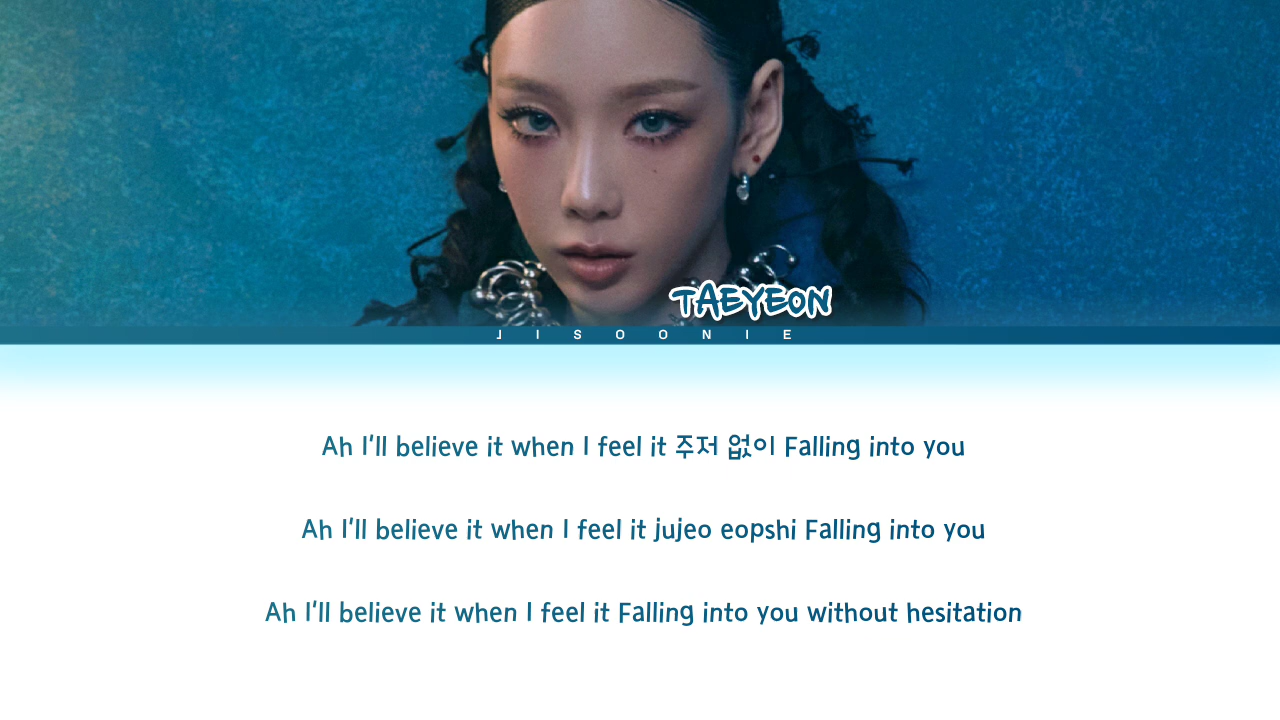 TAEYEON
JISOONIE
Ah I'll believe it when I feel it 주저 없이 Falling into you
Ah I'll believe it when I feel it jujeo eopshi Falling into you
Ah I'll believe it when I feel it Falling into you without hesitation